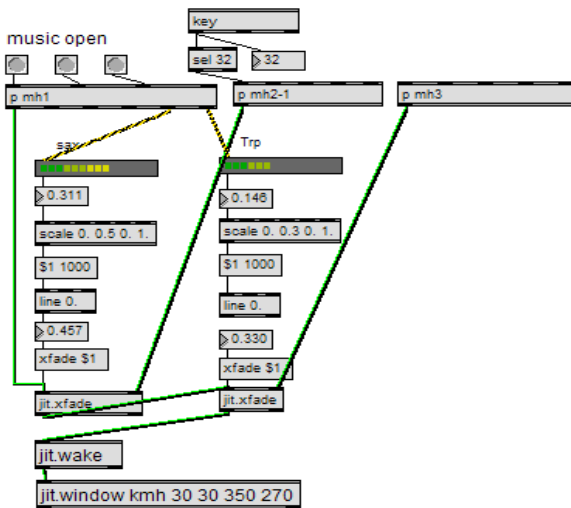 key
music open
sel 32
32
p mh1
p mh2-1
p mh3
sax
Trp
0.311
0.146
scale 0. 0.5 0. 1.
scale 0. 0.3 0. 1.
$1 1000
$1 1000
line 0.
line 0.
0.457
0.330
xfade $1
xfade $1
jit.xfade
jit.xfade
jit.wake
jit.window kmh 30 30 350 270